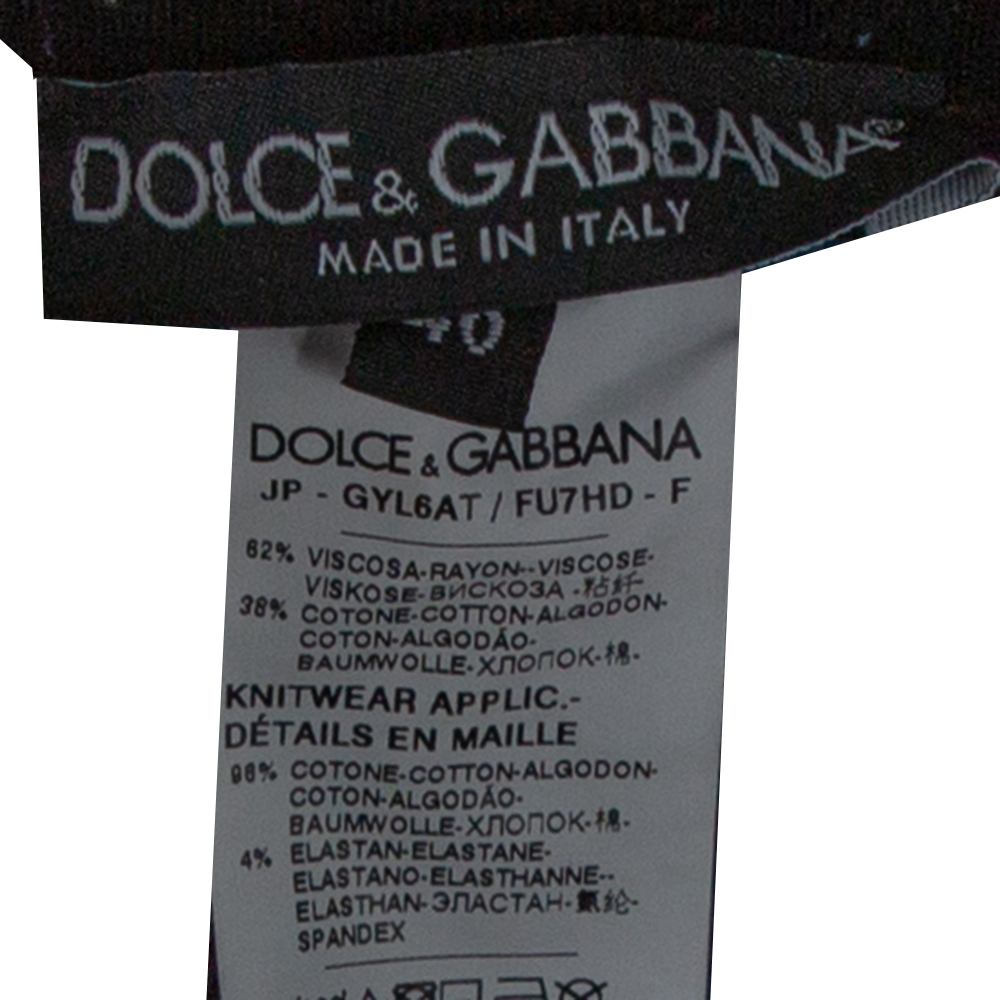 DOLCE & GABBANA®
MADE IN ITALY
40
DOLCE & GABBANA
JP - GYL6AT / FU7HD - F
62% VISCOSA-RAYON--VISCOSE-
VISKOSE-ВИСКОЗА -粘纤-
38% COTONE-COTTON-ALGODON-
COTON-ALGODÃO-
BAUMWOLLE-ХЛОПОК-棉-
KNITWEAR APPLIC.-
DÉTAILS EN MAILLE
96% COTONE-COTTON-ALGODON-
COTON-ALGODÃO-
BAUMWOLLE-ХЛОПОК-棉-
4% ELASTAN-ELASTANE-
ELASTANO-ELASTHANNE--
ELASTHAN-ЭЛАСТАН-氨纶-
SPANDEX